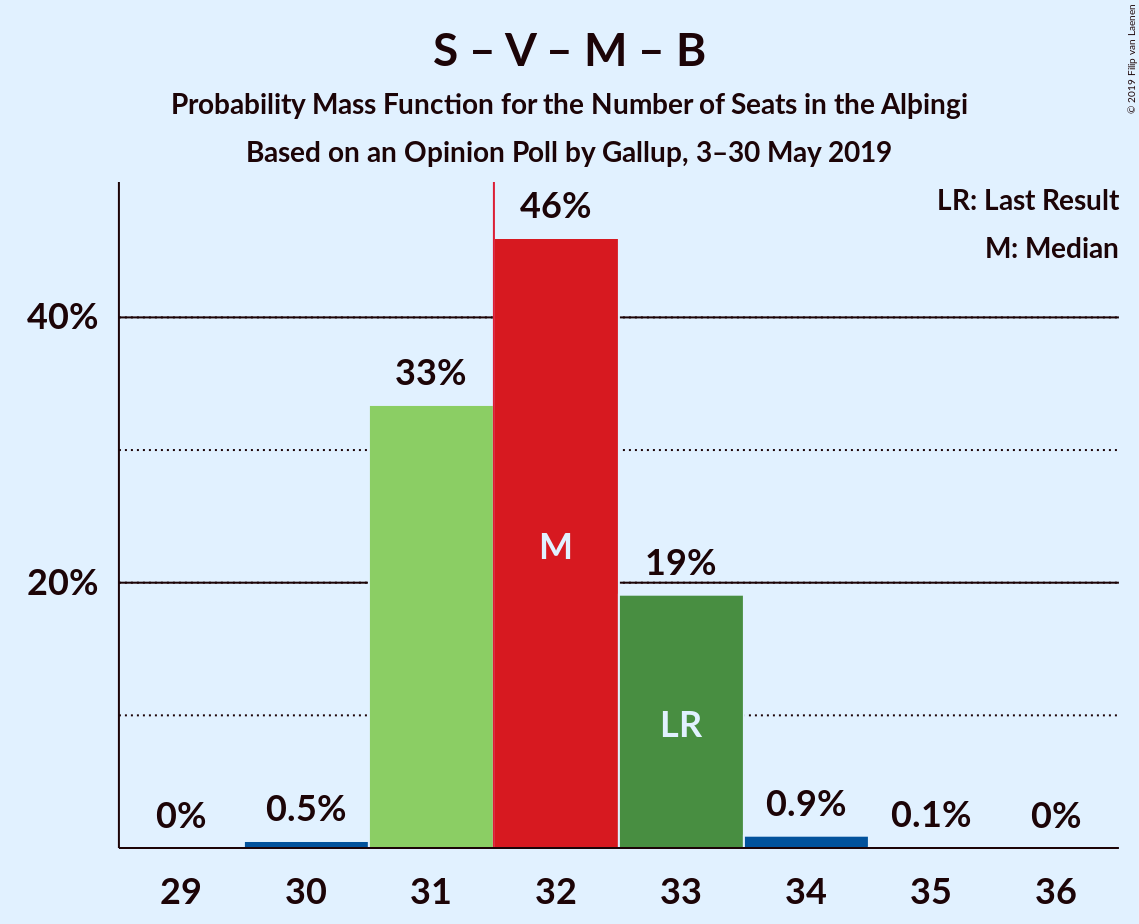 S – V – M – B
Probability Mass Function for the Number of Seats in the Alþingi
Based on an Opinion Poll by Gallup, 3–30 May 2019
© 2019 Filip van Laenen
LR: Last Result
M: Median
46%
40%
33%
M
19%
20%
LR
0%
0.5%
0.9%
0.1%
0%
29 30 31 32 33 34 35 36